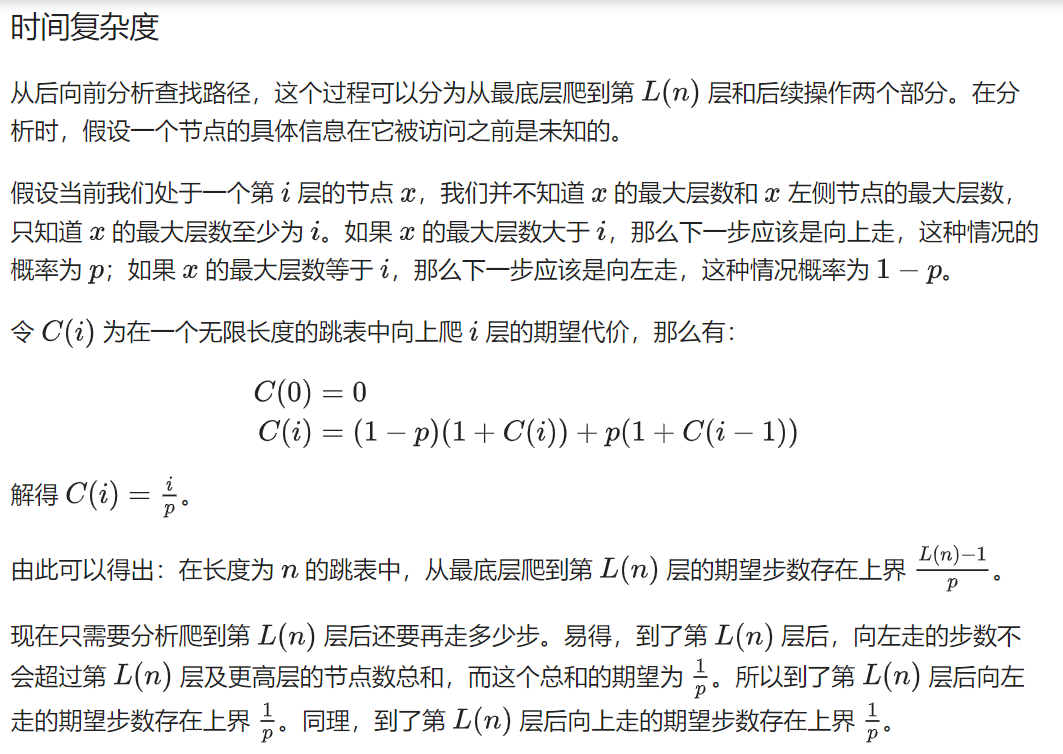 时间复杂度
从后向前分析查找路径，这个过程可以分为从最底层爬到第 L(n) 层和后续操作两个部分。在分
析时，假设一个节点的具体信息在它被访问之前是未知的。
假设当前我们处于一个第 i 层的节点 x，我们并不知道 x 的最大层数和 x 左侧节点的最大层数，
只知道 x 的最大层数至少为 i。如果 x 的最大层数大于 i，那么下一步应该是向上走，这种情况的
概率为 p；如果 x 的最大层数等于 i，那么下一步应该是向左走，这种情况概率为 1 − p。
令 C(i) 为在一个无限长度的跳表中向上爬 i 层的期望代价，那么有：
C(0) = 0
C(i) = (1 − p)(1 + C(i)) + p(1 + C(i − 1))
解得 C(i) = i/p。
由此可以得出：在长度为 n 的跳表中，从最底层爬到第 L(n) 层的期望步数存在上界 (L(n)−1)/p。
现在只需要分析爬到第 L(n) 层后还要再走多少步。易得，到了第 L(n) 层后，向左走的步数不
会超过第 L(n) 层及更高层的节点数总和，而这个总和的期望为 1/p。所以到了第 L(n) 层后向左
走的期望步数存在上界 1/p。同理，到了第 L(n) 层后向上走的期望步数存在上界 1/p。